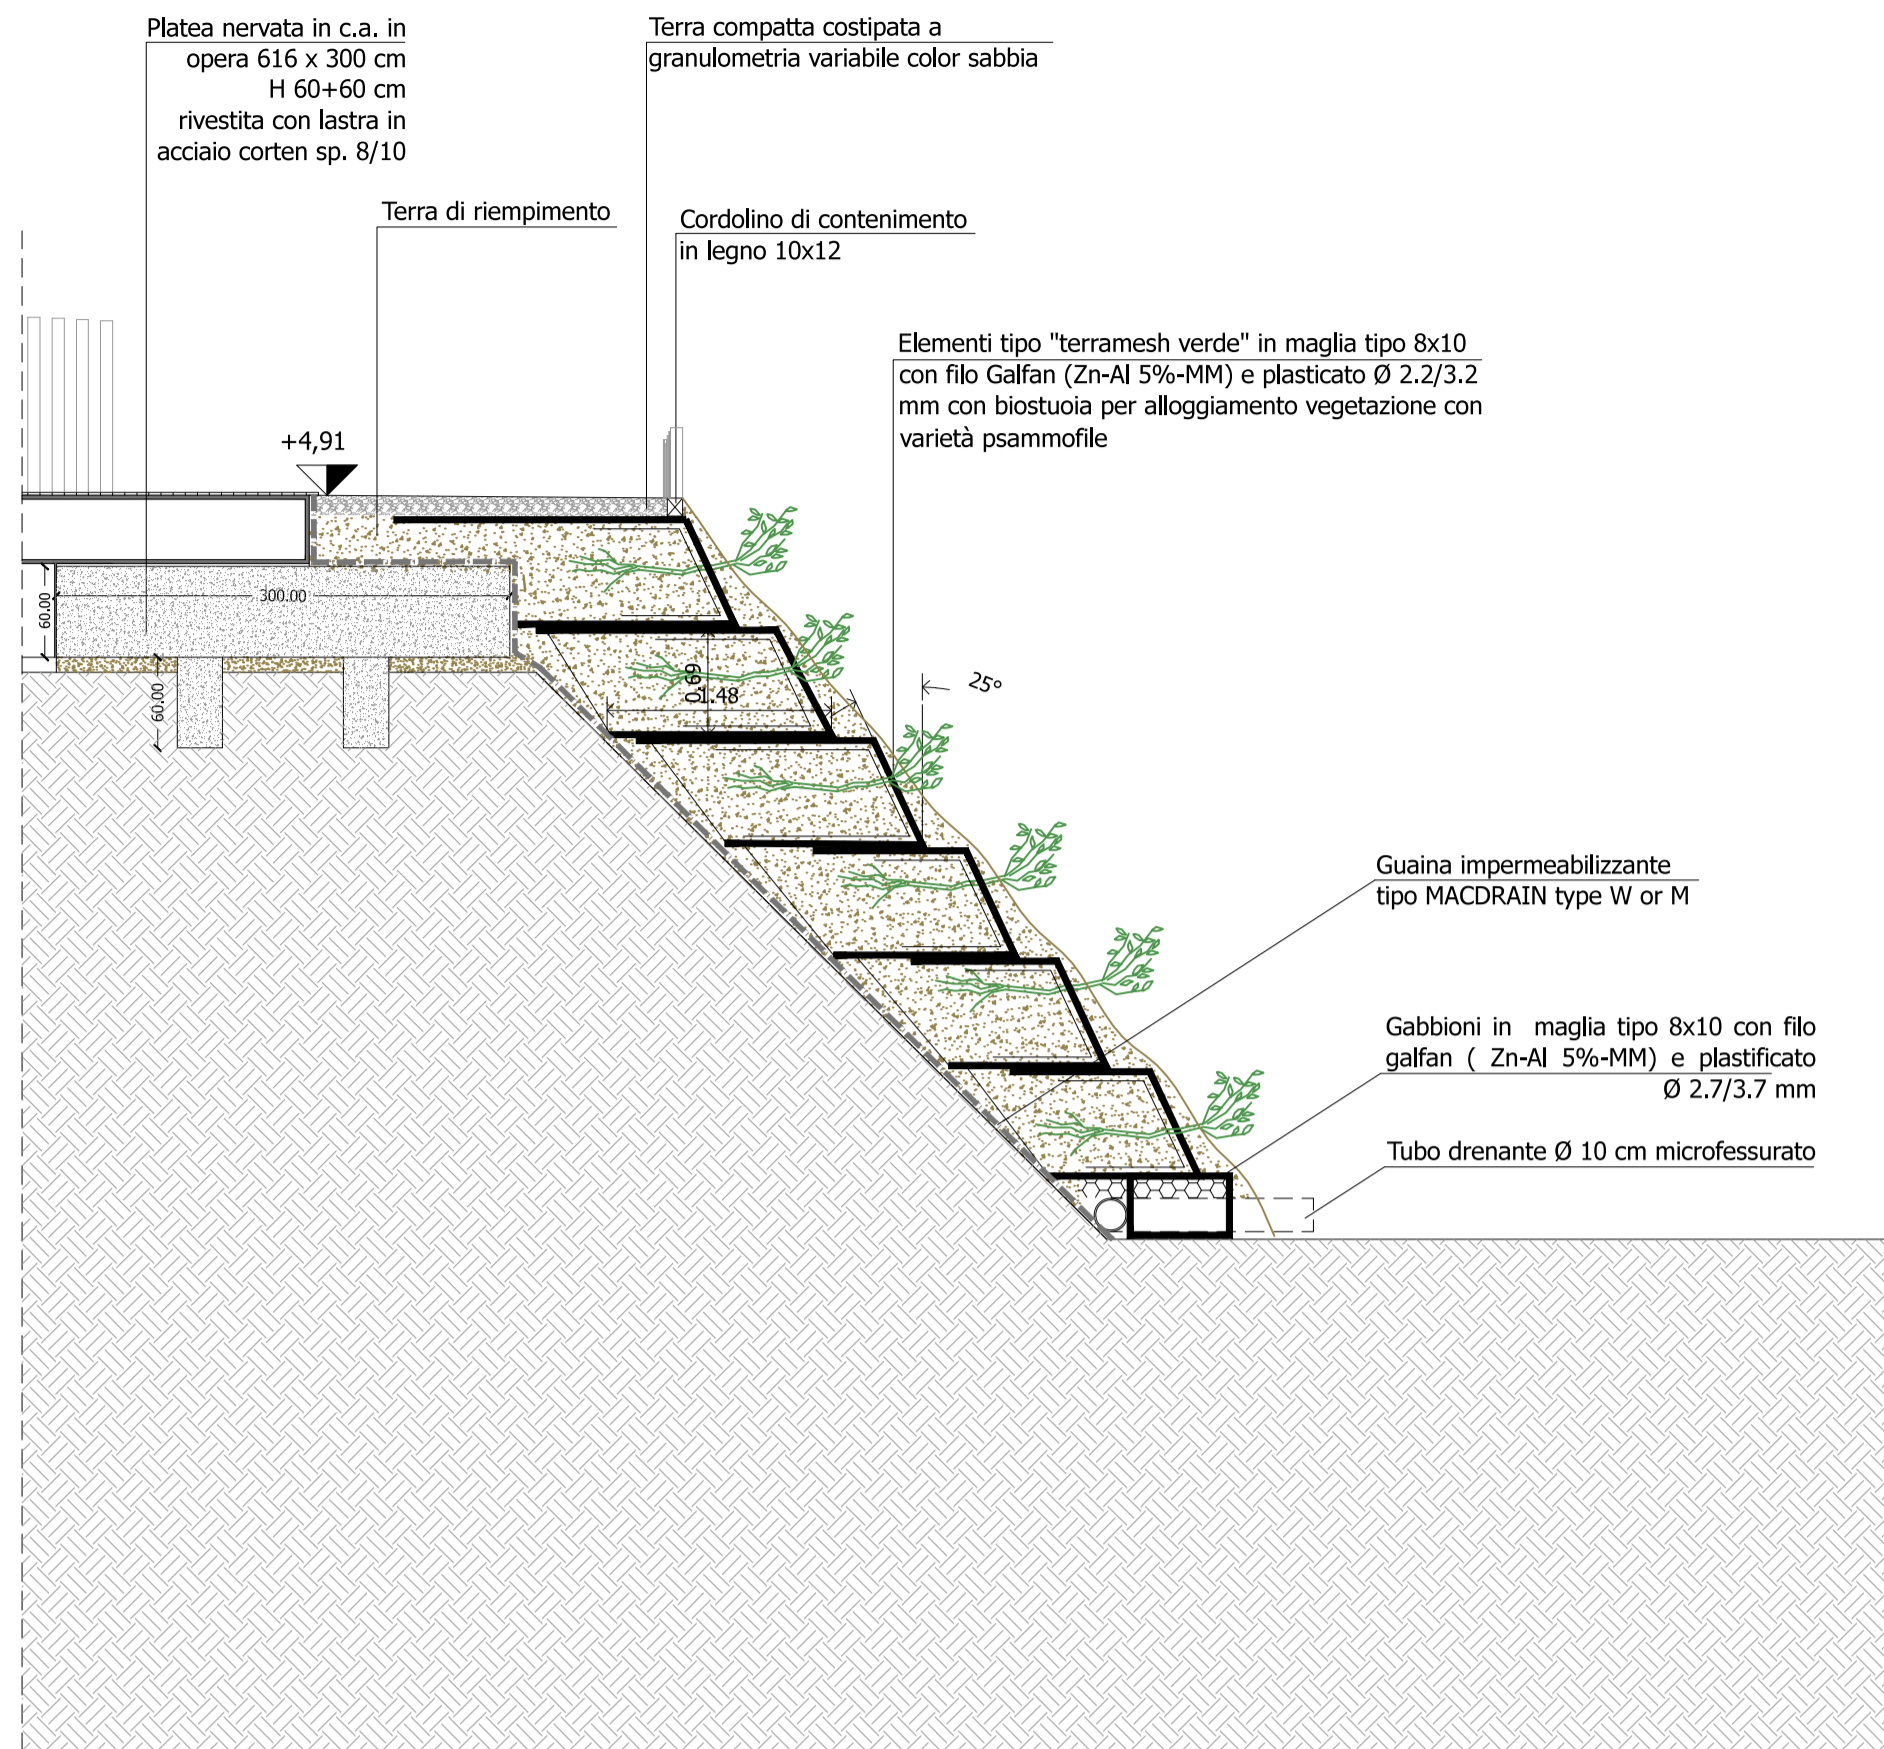 Platea nervata in c.a. in
opera 616 x 300 cm
H 60+60 cm
rivestita con lastra in
acciaio corten sp. 8/10
Terra compatta costipata a
granulometria variabile color sabbia
Terra di riempimento
Cordolino di contenimento
in legno 10x12
Elementi tipo "terramesh verde" in maglia tipo 8x10
con filo Galfan (Zn-Al 5%-MM) e plasticato Ø 2.2/3.2
mm con biostuoia per alloggiamento vegetazione con
varietà psammofile
+4,91
60.00
300.00
60.00
0.69
1.48
25°
Guaina impermeabilizzante
tipo MACDRAIN type W or M
Gabbioni in maglia tipo 8x10 con filo
galfan ( Zn-Al 5%-MM) e plastificato
Ø 2.7/3.7 mm
Tubo drenante Ø 10 cm microfessurato